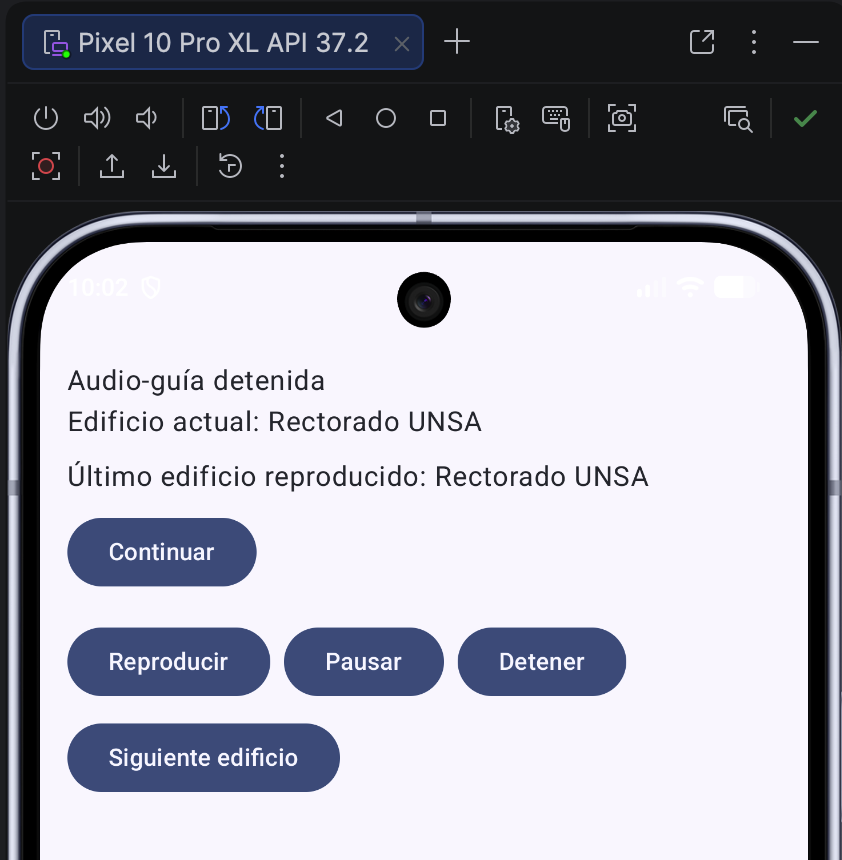 Pixel 10 Pro XL API 37.2
10:02
Audio-guía detenida
Edificio actual: Rectorado UNSA
Último edificio reproducido: Rectorado UNSA
Continuar
Reproducir Pausar Detener
Siguiente edificio